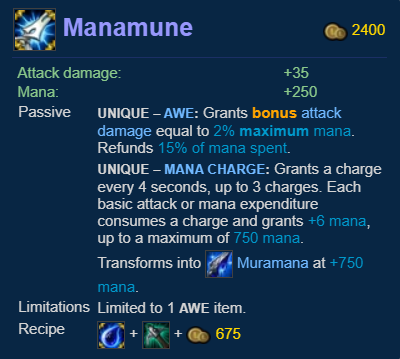 Manamune 2400
Attack damage: +35
Mana: +250
Passive UNIQUE – AWE: Grants bonus attack
damage equal to 2% maximum mana.
Refunds 15% of mana spent.
UNIQUE – MANA CHARGE: Grants a charge
every 4 seconds, up to 3 charges. Each
basic attack or mana expenditure
consumes a charge and grants +6 mana,
up to a maximum of 750 mana.
Transforms into Muramana at +750
mana.
Limitations Limited to 1 AWE item.
Recipe + + 675